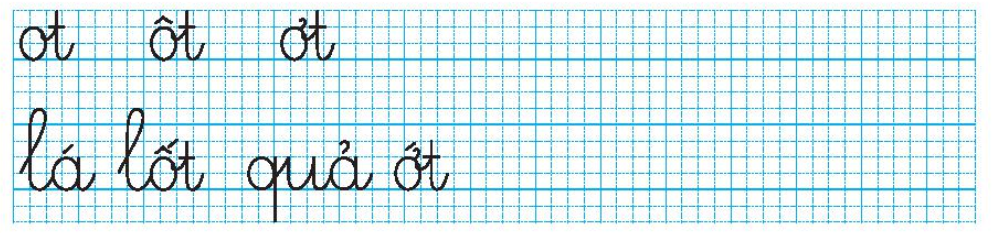 ot ôt ơt
lá lốt quả ớt